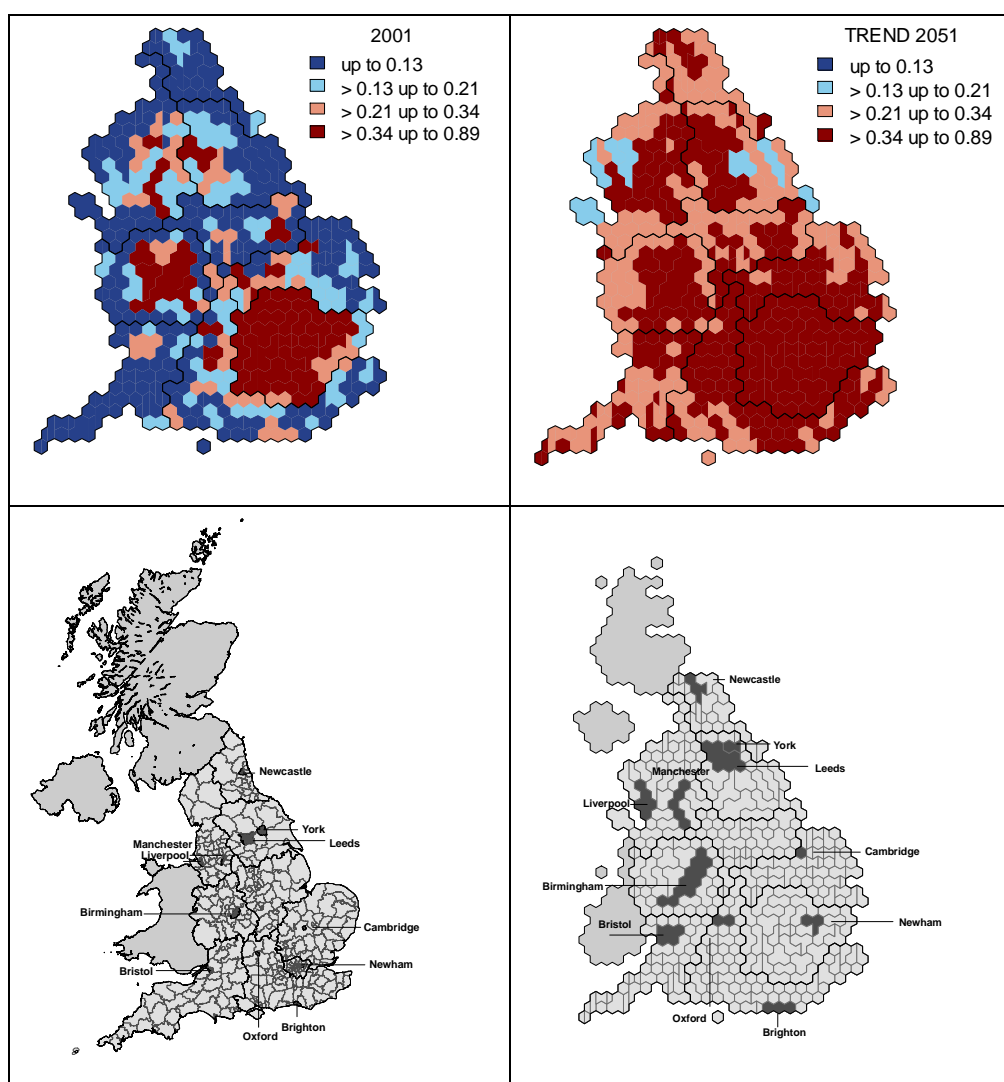 2001
up to 0.13
> 0.13 up to 0.21
> 0.21 up to 0.34
> 0.34 up to 0.89
TREND 2051
up to 0.13
> 0.13 up to 0.21
> 0.21 up to 0.34
> 0.34 up to 0.89
Newcastle
York
Leeds
Manchester
Liverpool
Birmingham
Cambridge
Newham
Bristol
Brighton
Oxford
Newcastle
York
Manchester
Leeds
Liverpool
Cambridge
Birmingham
Newham
Bristol
Oxford
Brighton